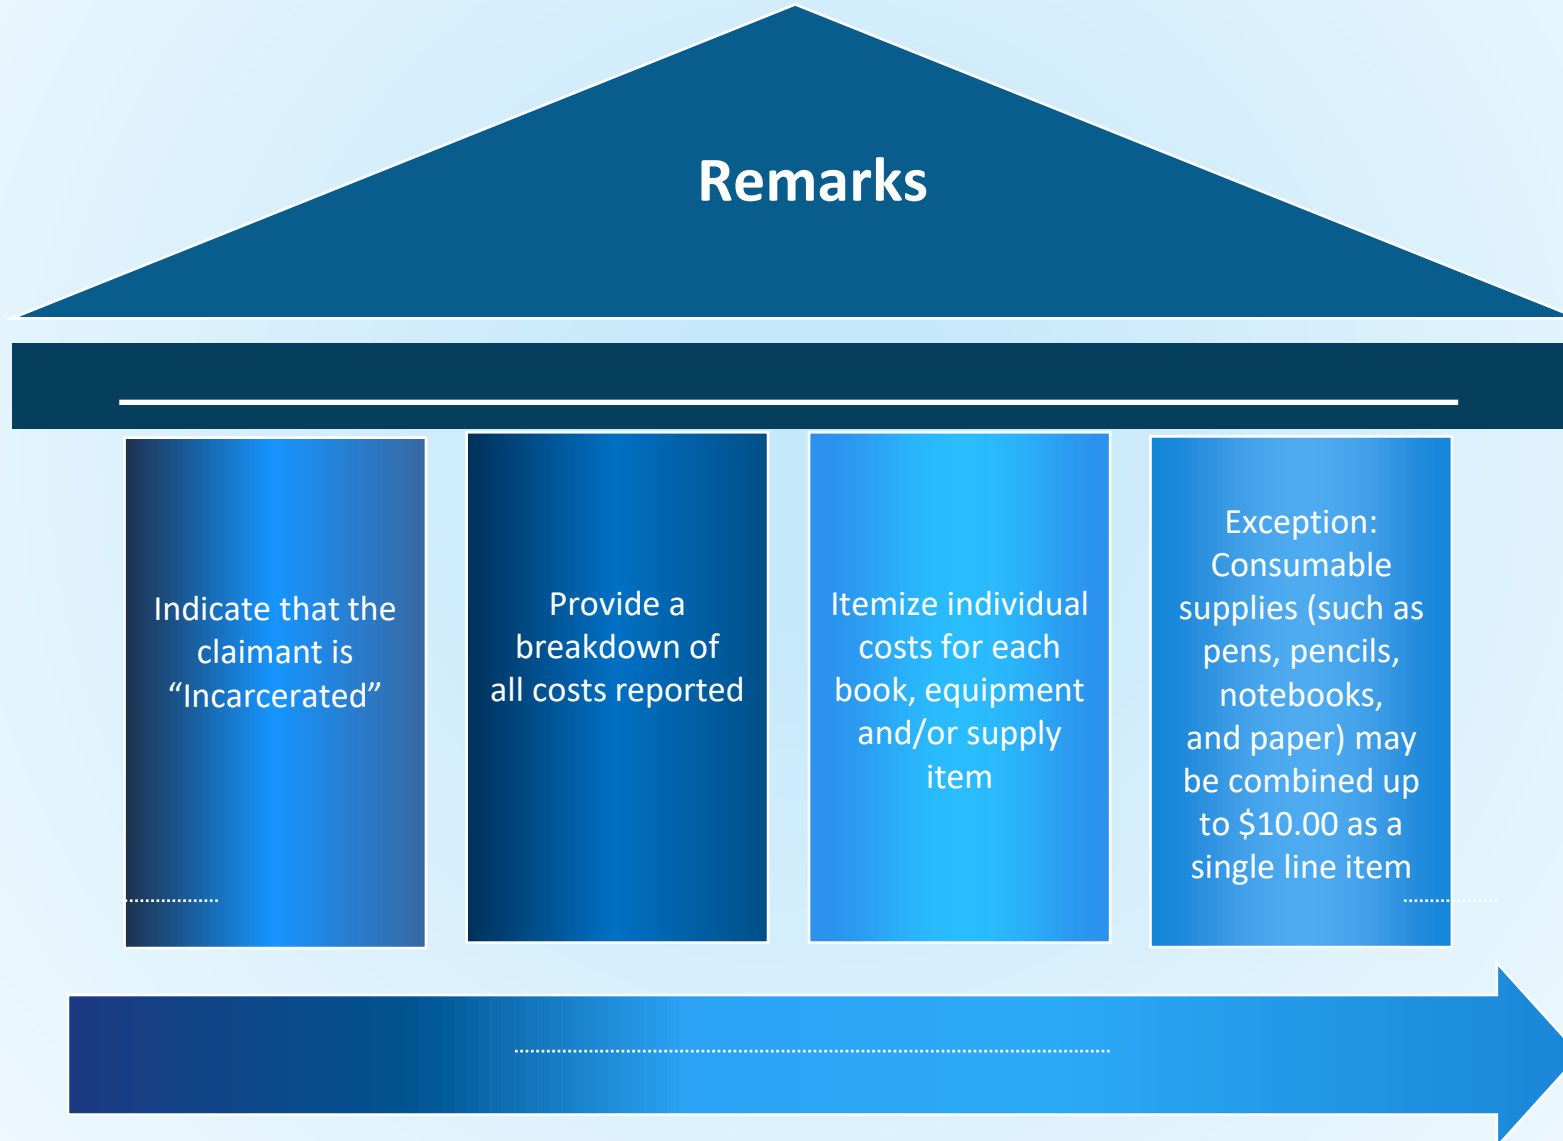 Remarks
Indicate that the
claimant is
“Incarcerated”
Provide a
breakdown of
all costs reported
Itemize individual
costs for each
book, equipment
and/or supply
item
Exception:
Consumable
supplies (such as
pens, pencils,
notebooks,
and paper) may
be combined up
to $10.00 as a
single line item